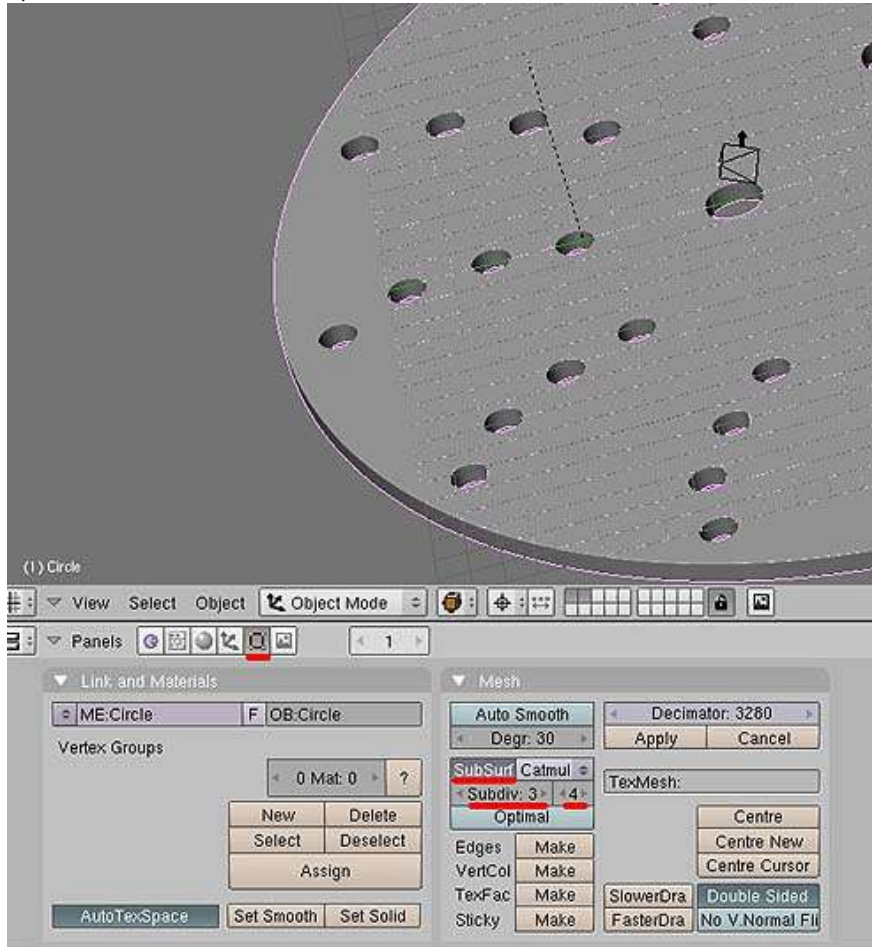 (1) Circle
View Select Object Object Mode
Panels 1
Link and Materials
ME:Circle F OB:Circle
Vertex Groups
0 Mat: 0 ?
New Delete
Select Deselect
Assign
AutoTexSpace Set Smooth Set Solid
Mesh
Auto Smooth Decimator: 3280
Degr: 30 Apply Cancel
SubSurf Catmul
Subdiv: 3 4 TexMesh:
Optimal Centre
Edges Make Centre New
VertCol Make Centre Cursor
TexFac Make SlowerDra Double Sided
Sticky Make FasterDra No V.Normal Fli